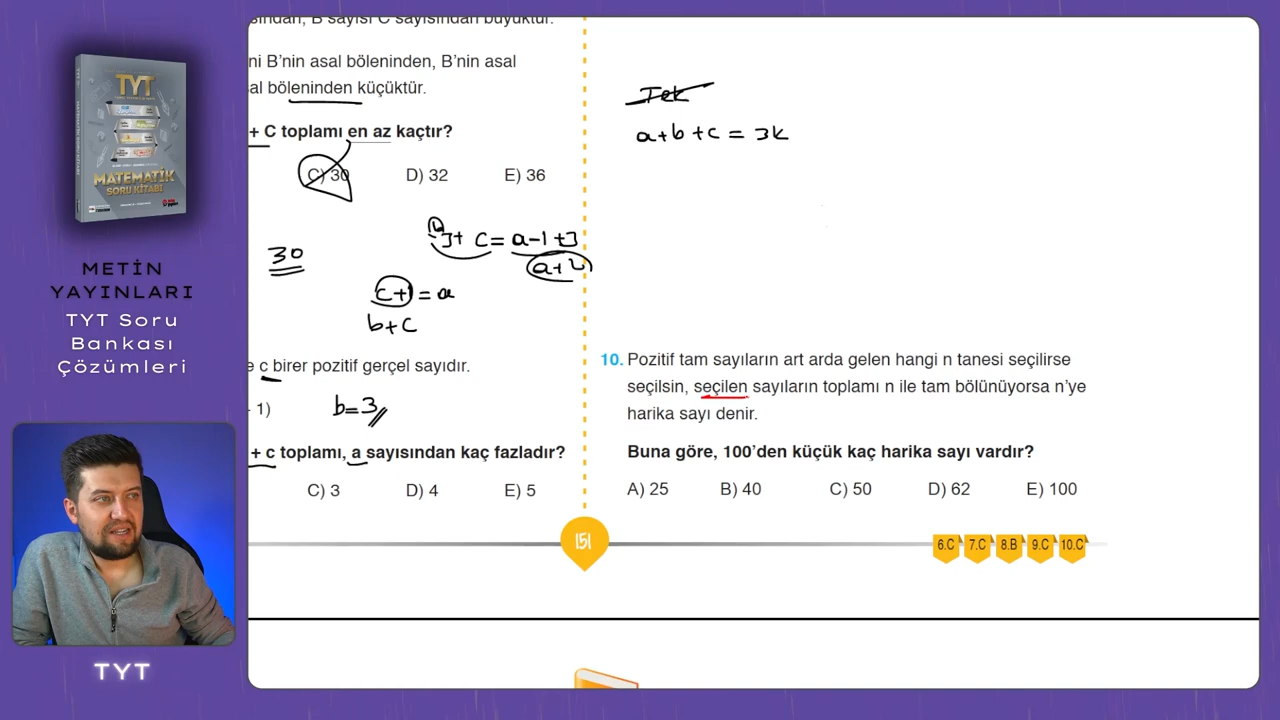 TYT
MATEMATİK
SORU KİTABI
METİN
YAYINLARI
TYT Soru
Bankası
Çözümleri
TYT
sından, B sayısı C sayısından büyüktür.
ni B'nin asal böleninden, B'nin asal
al böleninden küçüktür.
+ C toplamı en az kaçtır?
C) 30 D) 32 E) 36
30
3 + c = a-1+3
a+2
c+1 = a
b+c
e c birer pozitif gerçel sayıdır.
- 1)
b=3
+ c toplamı, a sayısından kaç fazladır?
C) 3 D) 4 E) 5
Tek
a+b+c = 3k
10. Pozitif tam sayıların art arda gelen hangi n tanesi seçilirse
seçilsin, seçilen sayıların toplamı n ile tam bölünüyorsa n'ye
harika sayı denir.
Buna göre, 100'den küçük kaç harika sayı vardır?
A) 25 B) 40 C) 50 D) 62 E) 100
151
6.C 7.C 8.B 9.C 10.C